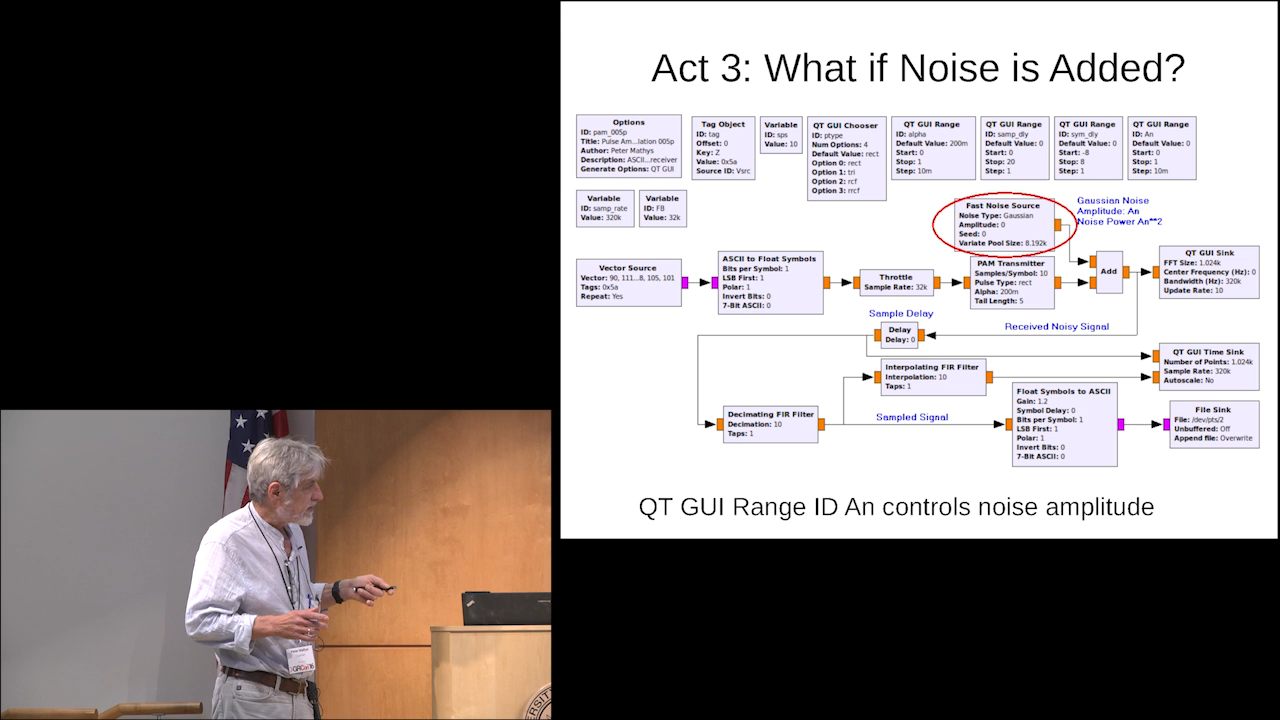 Act 3: What if Noise is Added?
Options
ID: pam_005p
Title: Pulse Am...lation 005p
Author: Peter Mathys
Description: ASCII...receiver
Generate Options: QT GUI
Tag Object
ID: tag
Offset: 0
Key: Z
Value: 0x5a
Source ID: Vsrc
Variable
ID: sps
Value: 10
QT GUI Chooser
ID: ptype
Num Options: 4
Default Value: rect
Option 0: rect
Option 1: tri
Option 2: rcf
Option 3: rrcf
QT GUI Range
ID: alpha
Default Value: 200m
Start: 0
Stop: 1
Step: 10m
QT GUI Range
ID: samp_dly
Default Value: 0
Start: 0
Stop: 20
Step: 1
QT GUI Range
ID: sym_dly
Default Value: 0
Start: -8
Stop: 8
Step: 1
QT GUI Range
ID: An
Default Value: 0
Start: 0
Stop: 1
Step: 10m
Variable
ID: samp_rate
Value: 320k
Variable
ID: FB
Value: 32k
Fast Noise Source
Noise Type: Gaussian
Amplitude: 0
Seed: 0
Variate Pool Size: 8.192k
Gaussian Noise
Amplitude: An
Noise Power An**2
Vector Source
Vector: 90, 111...8, 105, 101
Tags: 0x5a
Repeat: Yes
ASCII to Float Symbols
Bits per Symbol: 1
LSB First: 1
Polar: 1
Invert Bits: 0
7-Bit ASCII: 0
Throttle
Sample Rate: 32k
PAM Transmitter
Samples/Symbol: 10
Pulse Type: rect
Alpha: 200m
Tail Length: 5
Add
QT GUI Sink
FFT Size: 1.024k
Center Frequency (Hz): 0
Bandwidth (Hz): 320k
Update Rate: 10
Sample Delay
Delay
Delay: 0
Received Noisy Signal
QT GUI Time Sink
Number of Points: 1.024k
Sample Rate: 320k
Autoscale: No
Interpolating FIR Filter
Interpolation: 10
Taps: 1
Decimating FIR Filter
Decimation: 10
Taps: 1
Sampled Signal
Float Symbols to ASCII
Gain: 1.2
Symbol Delay: 0
Bits per Symbol: 1
LSB First: 1
Polar: 1
Invert Bits: 0
7-Bit ASCII: 0
File Sink
File: /dev/pts/2
Unbuffered: Off
Append file: Overwrite
QT GUI Range ID An controls noise amplitude
Peter Mathys
GRCon16